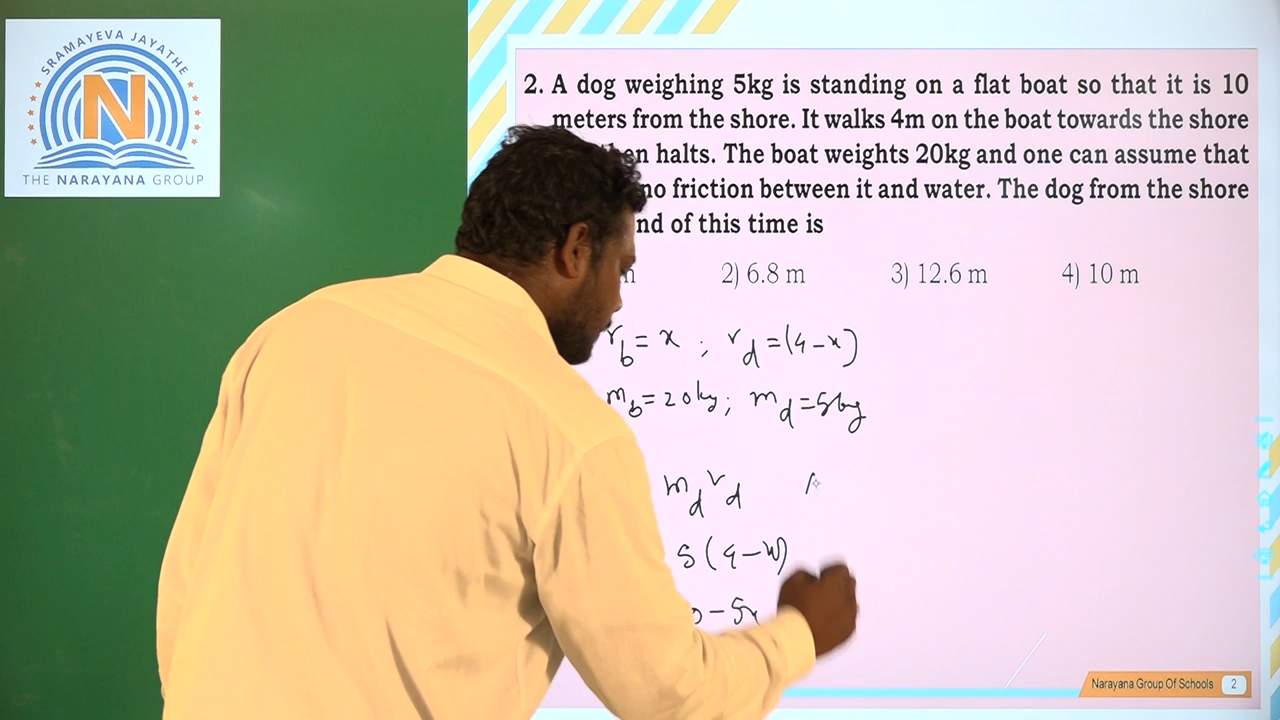 SRAMAYEVA JAYATHE
N
THE NARAYANA GROUP
2. A dog weighing 5kg is standing on a flat boat so that it is 10
meters from the shore. It walks 4m on the boat towards the shore
halts. The boat weights 20kg and one can assume that
no friction between it and water. The dog from the shore
of this time is
2) 6.8 m 3) 12.6 m 4) 10 m
r_b = x ; r_d = (4-x)
m_b = 20kg; m_d = 5kg
m_d r_d
5(4-x)
- 5x
Narayana Group Of Schools 2